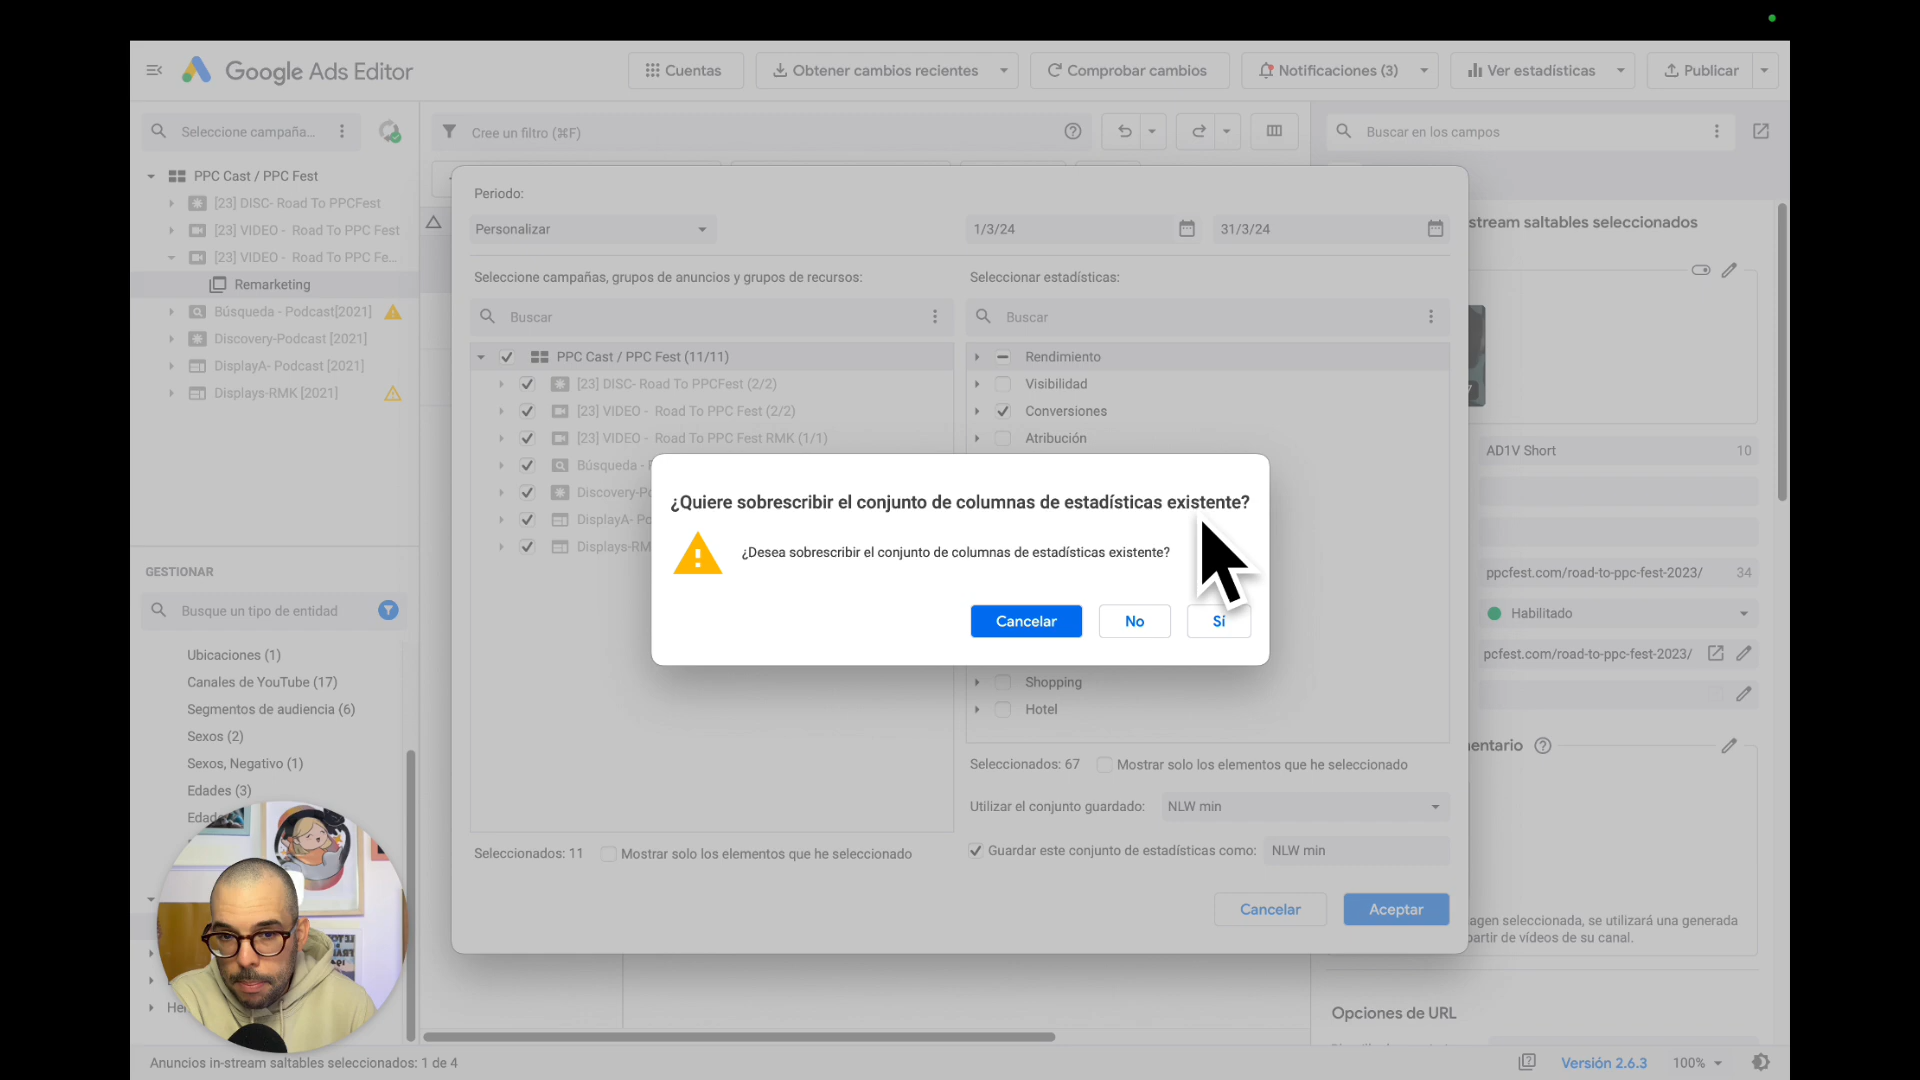 Google Ads Editor
Cuentas
Obtener cambios recientes
Comprobar cambios
Notificaciones (3)
Ver estadísticas
Publicar
Seleccione campaña...
Cree un filtro (⌘F)
Buscar en los campos
PPC Cast / PPC Fest
[23] DISC- Road To PPCFest
[23] VIDEO - Road To PPC Fest
[23] VIDEO - Road To PPC Fe...
Remarketing
Búsqueda - Podcast[2021]
Discovery-Podcast [2021]
DisplayA- Podcast [2021]
Displays-RMK [2021]
GESTIONAR
Busque un tipo de entidad
Ubicaciones (1)
Canales de YouTube (17)
Segmentos de audiencia (6)
Sexos (2)
Sexos, Negativo (1)
Edades (3)
Periodo:
Personalizar
1/3/24
31/3/24
Seleccione campañas, grupos de anuncios y grupos de recursos:
Buscar
PPC Cast / PPC Fest (11/11)
[23] DISC- Road To PPCFest (2/2)
[23] VIDEO - Road To PPC Fest (2/2)
[23] VIDEO - Road To PPC Fest RMK (1/1)
Búsqueda -
Discovery-P
DisplayA- Po
Displays-RM
Seleccionados: 11
Mostrar solo los elementos que he seleccionado
Seleccionar estadísticas:
Buscar
Rendimiento
Visibilidad
Conversiones
Atribución
Shopping
Hotel
Seleccionados: 67
Mostrar solo los elementos que he seleccionado
Utilizar el conjunto guardado:
NLW min
Guardar este conjunto de estadísticas como:
NLW min
Cancelar
Aceptar
¿Quiere sobrescribir el conjunto de columnas de estadísticas existente?
¿Desea sobrescribir el conjunto de columnas de estadísticas existente?
Cancelar
No
Sí
stream saltables seleccionados
AD1V Short
10
ppcfest.com/road-to-ppc-fest-2023/
34
Habilitado
pcfest.com/road-to-ppc-fest-2023/
entario
agen seleccionada, se utilizará una generada
partir de vídeos de su canal.
Opciones de URL
Anuncios in-stream saltables seleccionados: 1 de 4
Versión 2.6.3
100%